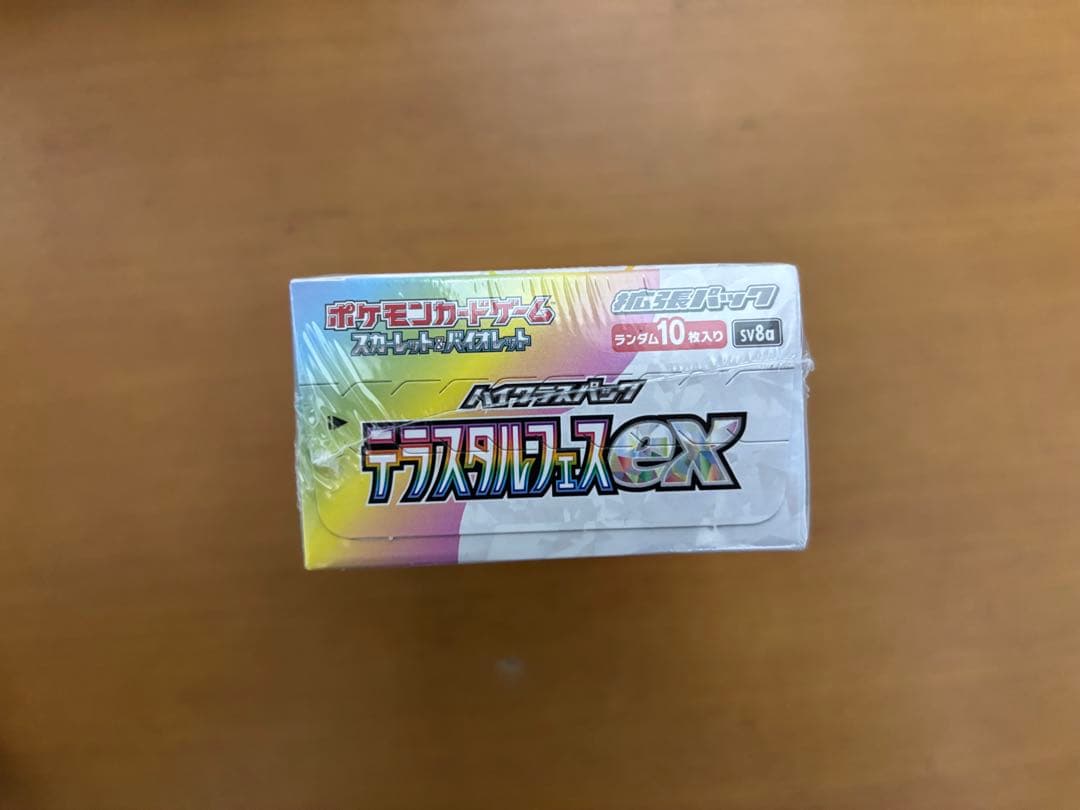 ポケモンカードゲーム
スカーレット&バイオレット
拡張パック
ランダム10枚入り
SV8a
ハイクラスパック
テラスタルフェスex